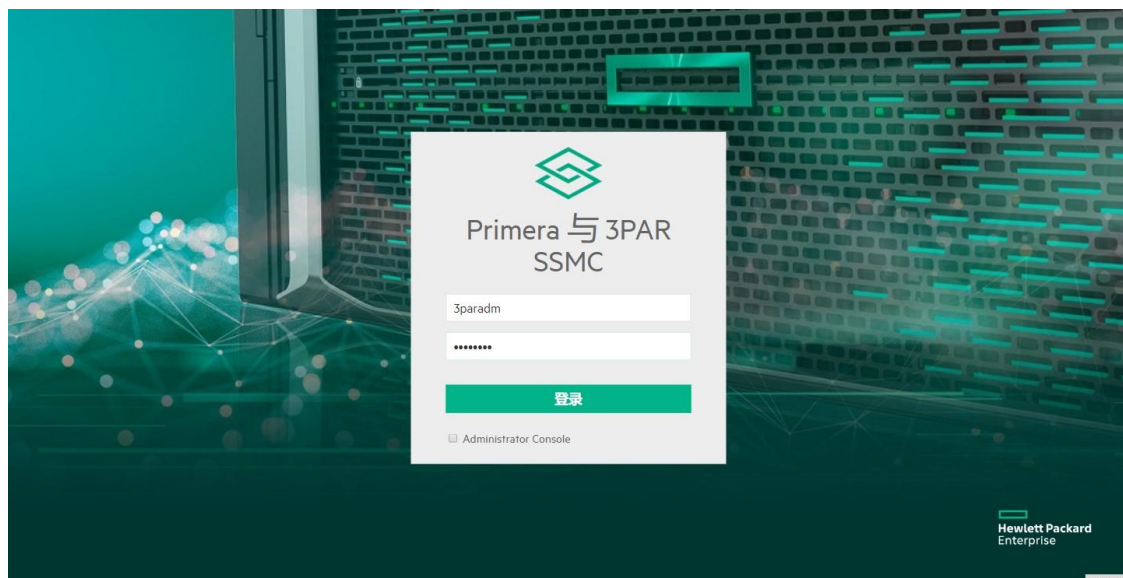 Primera 与 3PAR
SSMC
3paradm
••••••••
登录
Administrator Console
Hewlett Packard
Enterprise